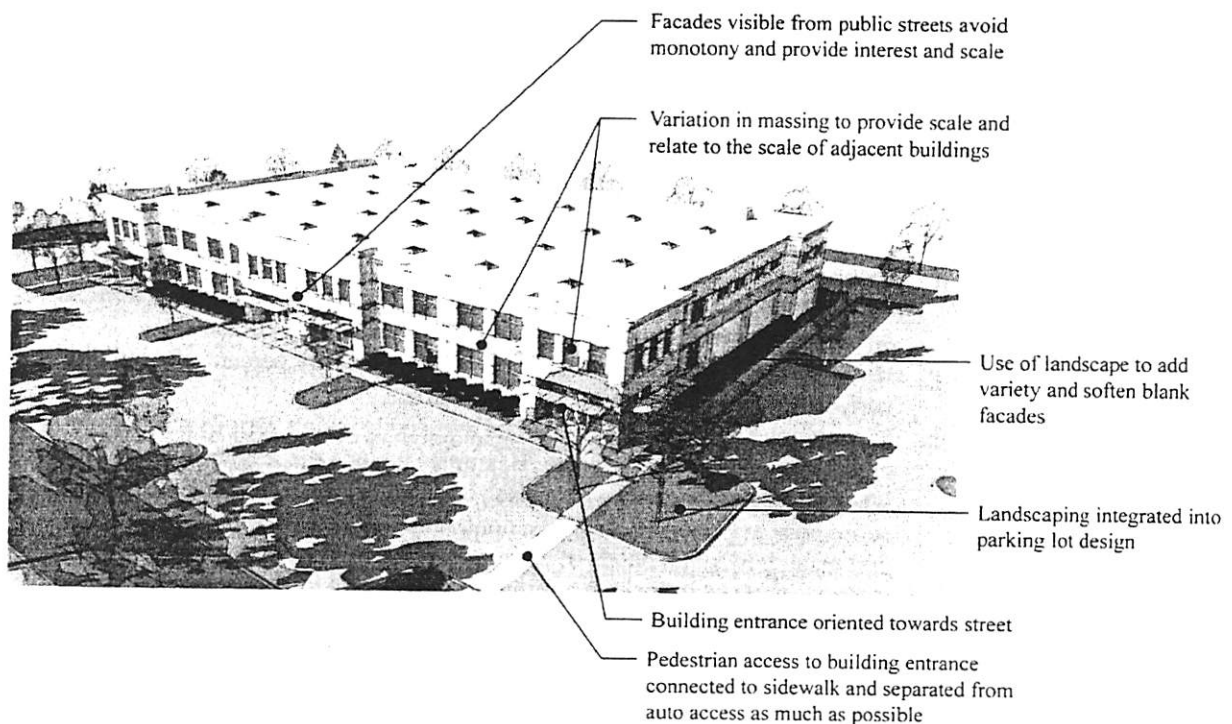 Facades visible from public streets avoid
monotony and provide interest and scale
Variation in massing to provide scale and
relate to the scale of adjacent buildings
Use of landscape to add
variety and soften blank
facades
Landscaping integrated into
parking lot design
Building entrance oriented towards street
Pedestrian access to building entrance
connected to sidewalk and separated from
auto access as much as possible